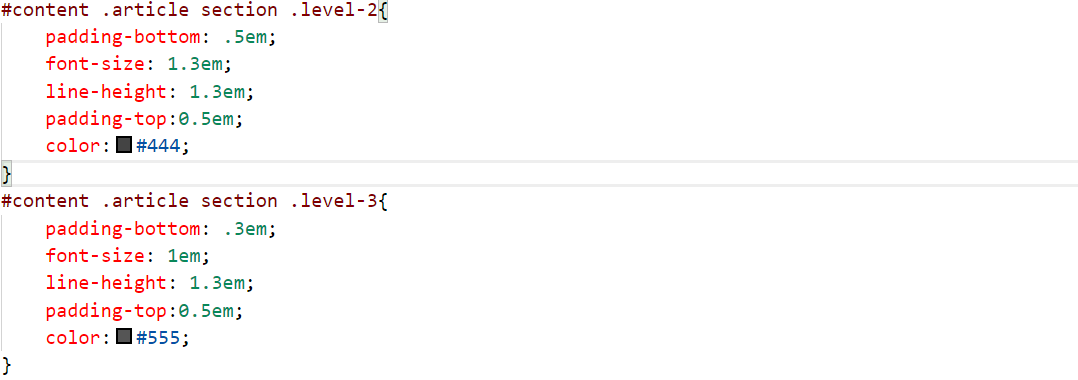 #content .article section .level-2{
    padding-bottom: .5em;
    font-size: 1.3em;
    line-height: 1.3em;
    padding-top:0.5em;
    color:#444;
}
#content .article section .level-3{
    padding-bottom: .3em;
    font-size: 1em;
    line-height: 1.3em;
    padding-top:0.5em;
    color:#555;
}